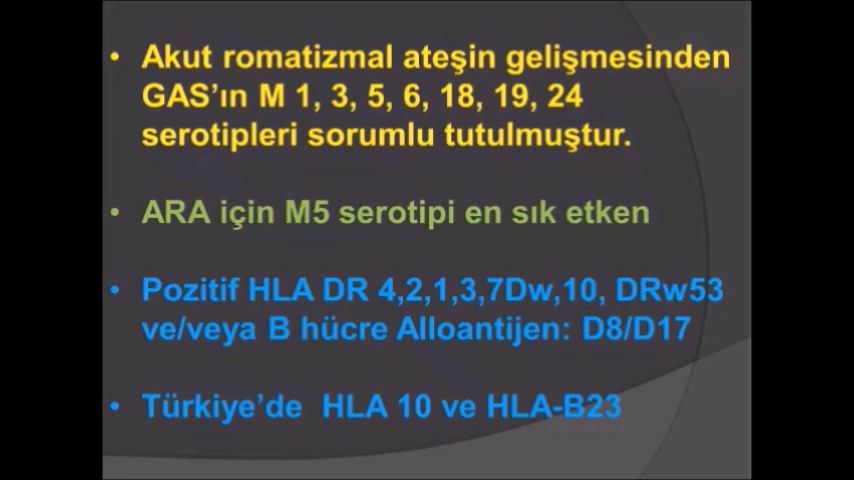 • Akut romatizmal ateşin gelişmesinden
GAS’ın M 1, 3, 5, 6, 18, 19, 24
serotipleri sorumlu tutulmuştur.
• ARA için M5 serotipi en sık etken
• Pozitif HLA DR 4,2,1,3,7Dw,10, DRw53
ve/veya B hücre Alloantijen: D8/D17
• Türkiye’de HLA 10 ve HLA-B23